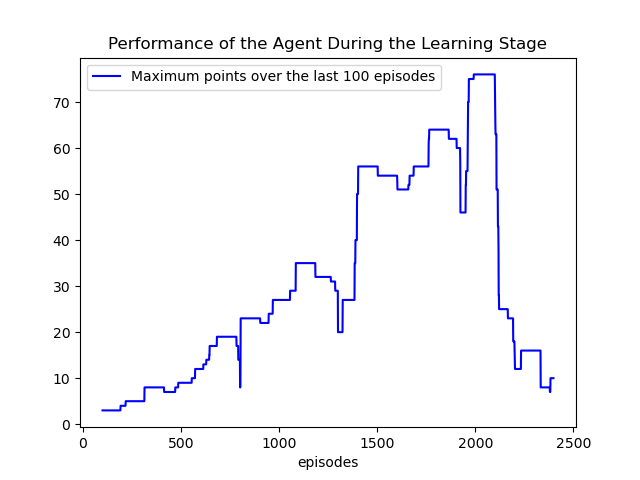 Performance of the Agent During the Learning Stage
Maximum points over the last 100 episodes
70
60
50
40
30
20
10
0
0 500 1000 1500 2000 2500
episodes